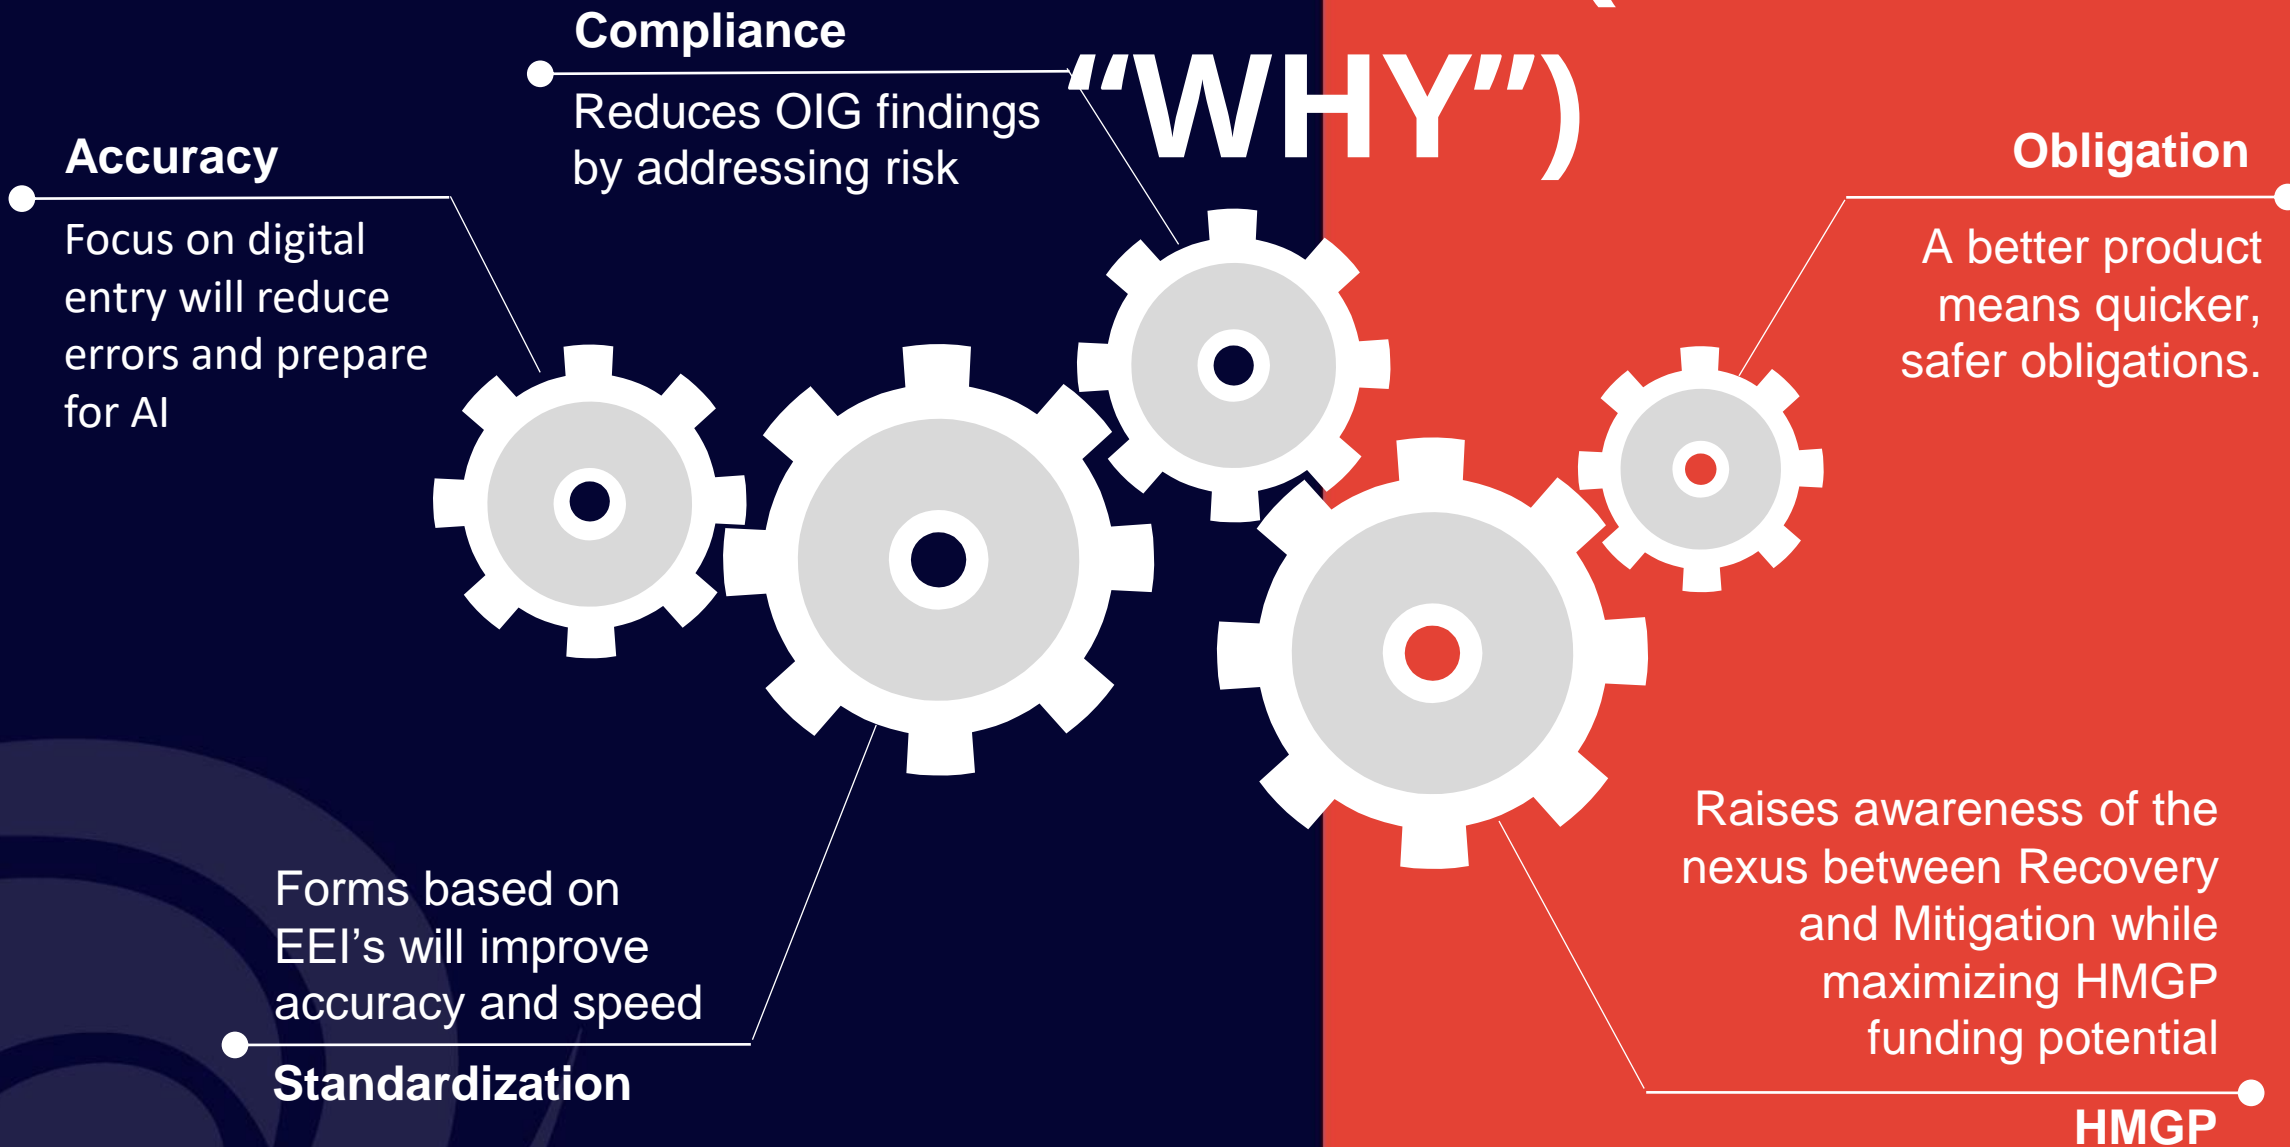 “WHY”)
Compliance
Reduces OIG findings
by addressing risk
Accuracy
Focus on digital
entry will reduce
errors and prepare
for AI
Obligation
A better product
means quicker,
safer obligations.
Forms based on
EEI’s will improve
accuracy and speed
Standardization
Raises awareness of the
nexus between Recovery
and Mitigation while
maximizing HMGP
funding potential
HMGP